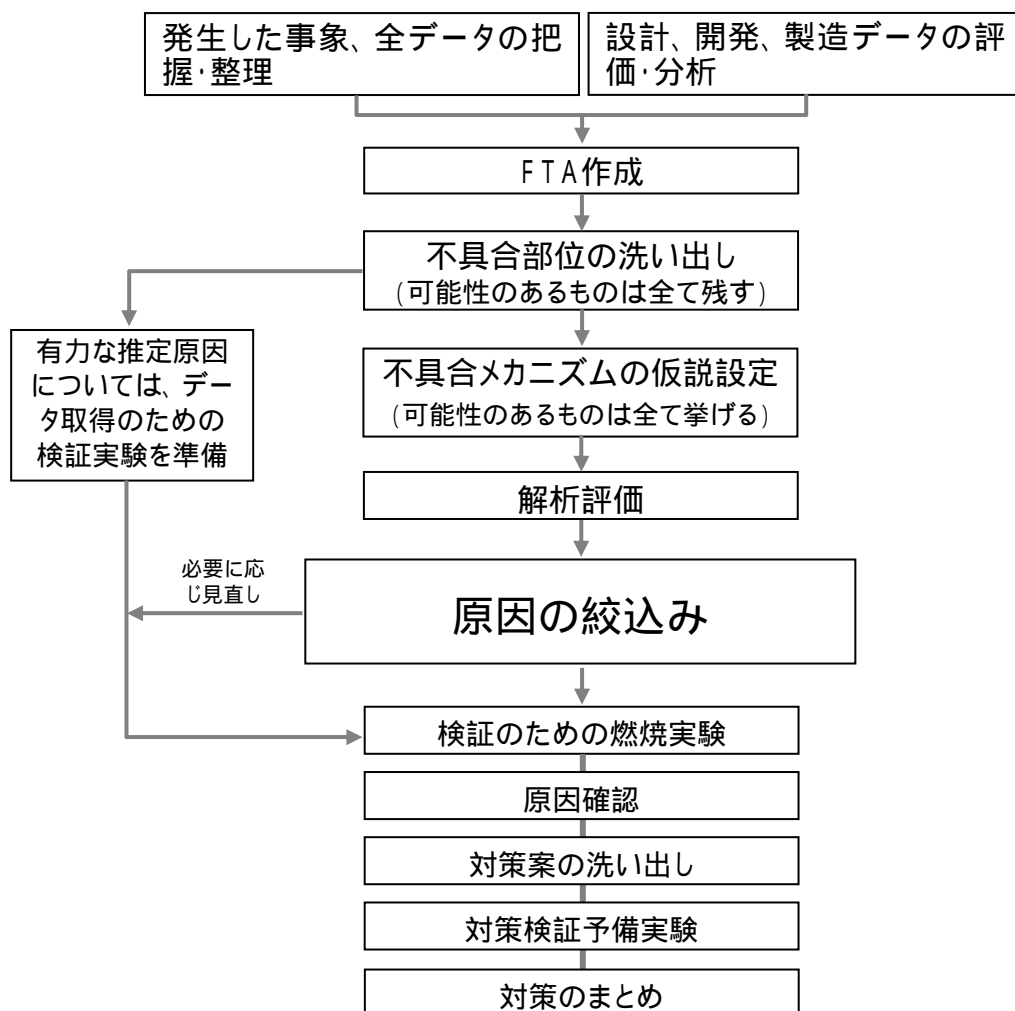 発生した事象、全データの把
握・整理
設計、開発、製造データの評
価・分析
FTA作成
不具合部位の洗い出し
(可能性のあるものは全て残す)
有力な推定原因
については、デー
タ取得のための
検証実験を準備
不具合メカニズムの仮説設定
(可能性のあるものは全て挙げる)
解析評価
必要に応
じ見直し
原因の絞込み
検証のための燃焼実験
原因確認
対策案の洗い出し
対策検証予備実験
対策のまとめ